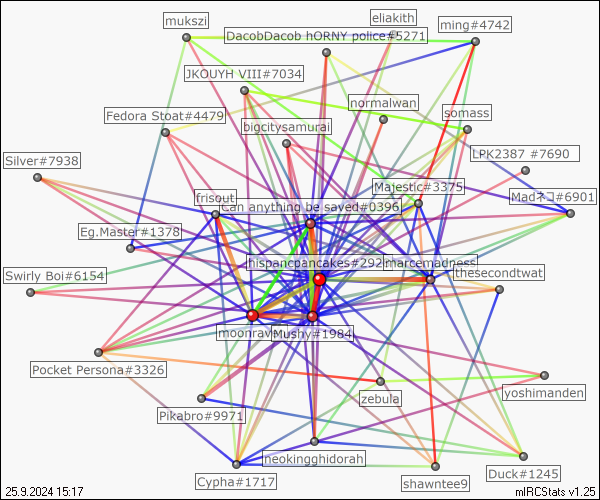 mukszi
eliakith
ming#4742
DacobDacob hORNY police#5271
JKOUYH VIII#7034
normalwan
Fedora Stoat#4479
somass
bigcitysamurai
Silver#7938
LPK2387 #7690
Majestic#3375
frisout
Can anything be saved#0396
Madネコ#6901
Eg.Master#1378
hispancpancakes#292
marcemadness
Swirly Boi#6154
thesecondtwat
moonrav
Mushy#1984
Pocket Persona#3326
zebula
yoshimanden
Pikabro#9971
neokingghidorah
Cypha#1717
shawntee9
Duck#1245
25.9.2024 15:17
mIRCStats v1.25